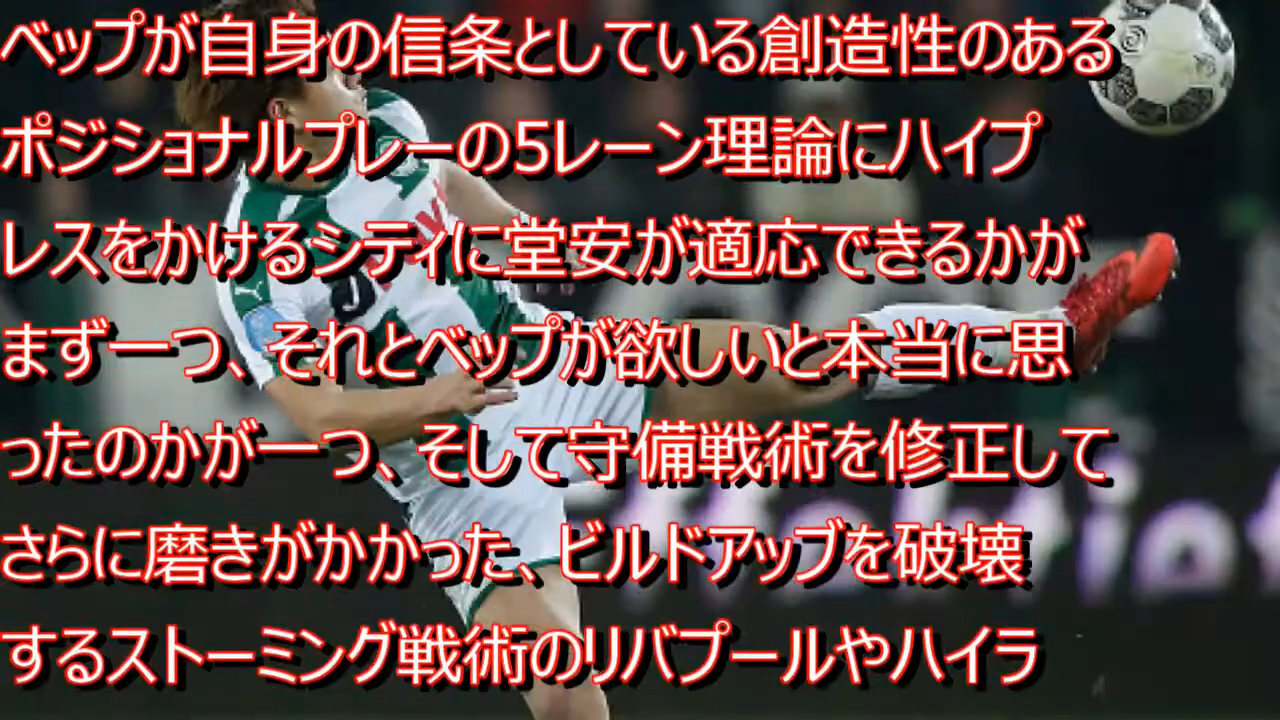 ペップが自身の信条としている創造性のある
ポジショナルプレーの5レーン理論にハイプ
レスをかけるシティに堂安が適応できるかが
まず一つ、それとペップが欲しいと本当に思
ったのかが一つ、そして守備戦術を修正して
さらに磨きがかかった、ビルドアップを破壊
するストーミング戦術のリバプールやハイラ